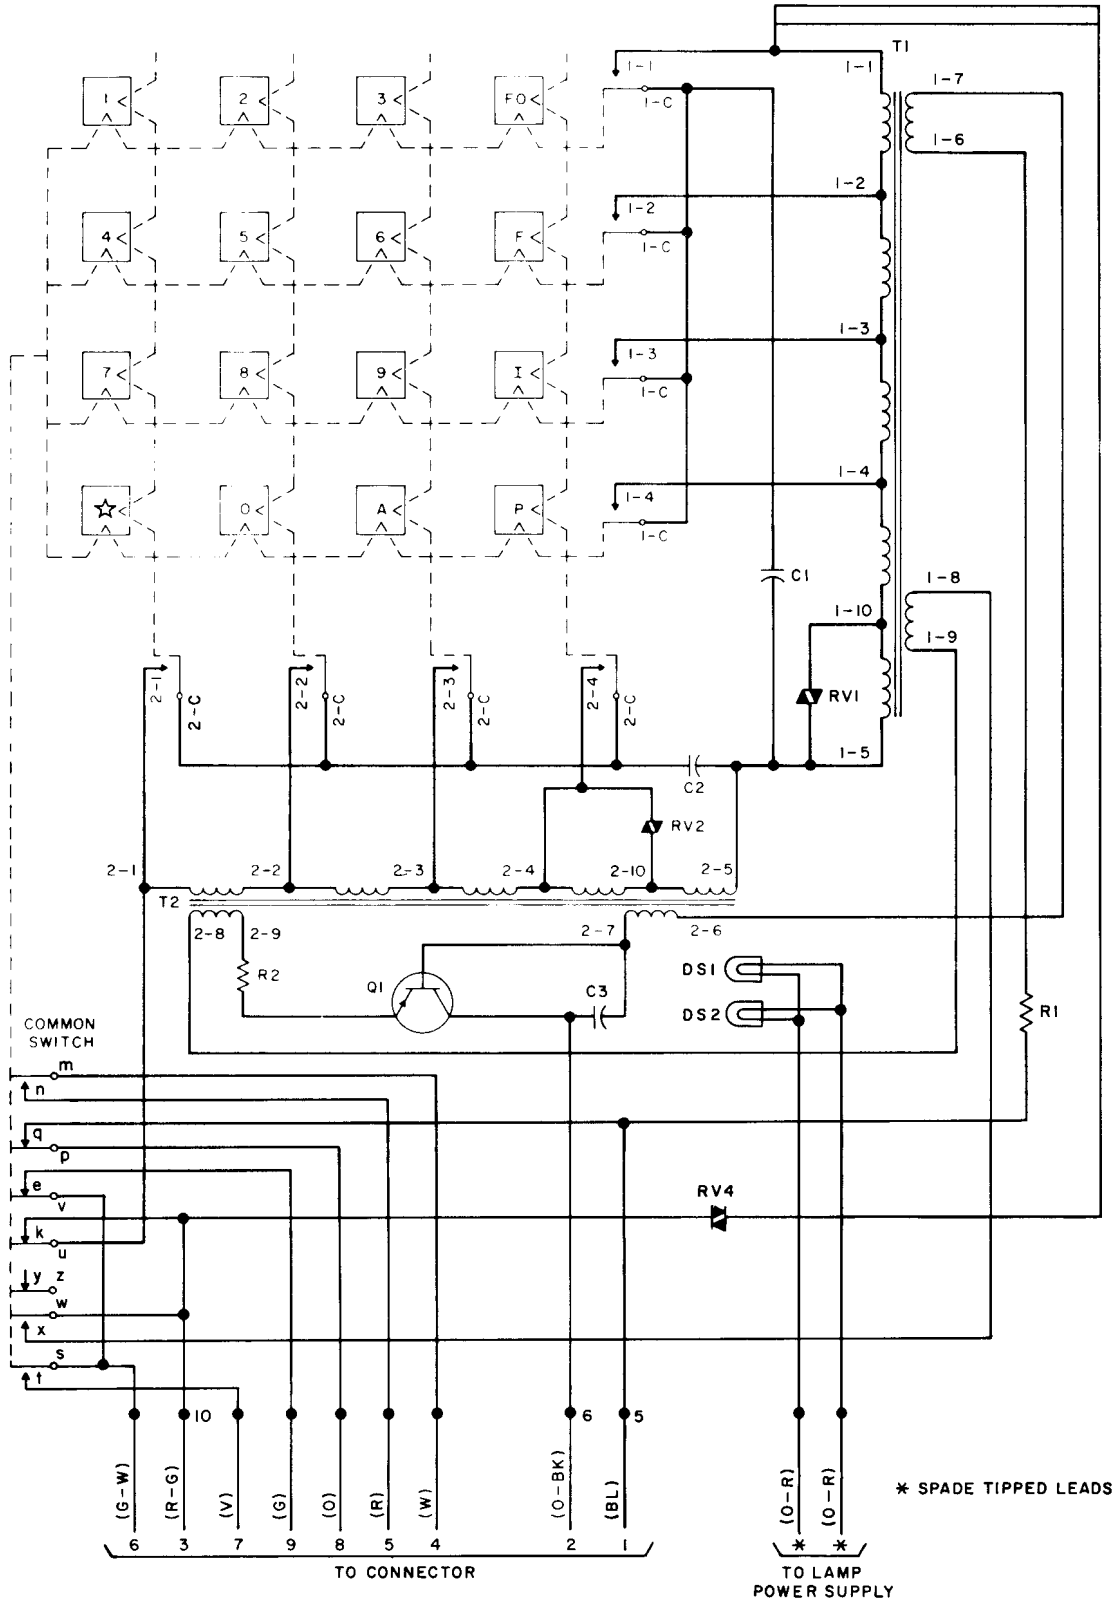 T1
1-1
1-1
1-7
1 2 3 FO
1-C
1-6
1-2
1-2
4 5 6 F
1-C
1-3
1-3
7 8 9 I
1-C
1-4
1-4
☆ O A P
1-C
C1
1-8
1-10
1-9
2-1 2-C 2-2 2-C 2-3 2-C 2-4 2-C
RV1
1-5
C2
RV2
2-1 2-2 2-3 2-4 2-10 2-5
T2
2-8 2-9 2-7 2-6
R2
Q1
C3
DS1
DS2
R1
COMMON
SWITCH
m
n
q
p
e
v
RV4
k
u
y z
w
x
s
t
10 6 5
(G-W) (R-G) (V) (G) (O) (R) (W) (O-BK) (BL) (O-R) (O-R)
* SPADE TIPPED LEADS
6 3 7 9 8 5 4 2 1 * *
TO CONNECTOR
TO LAMP
POWER SUPPLY